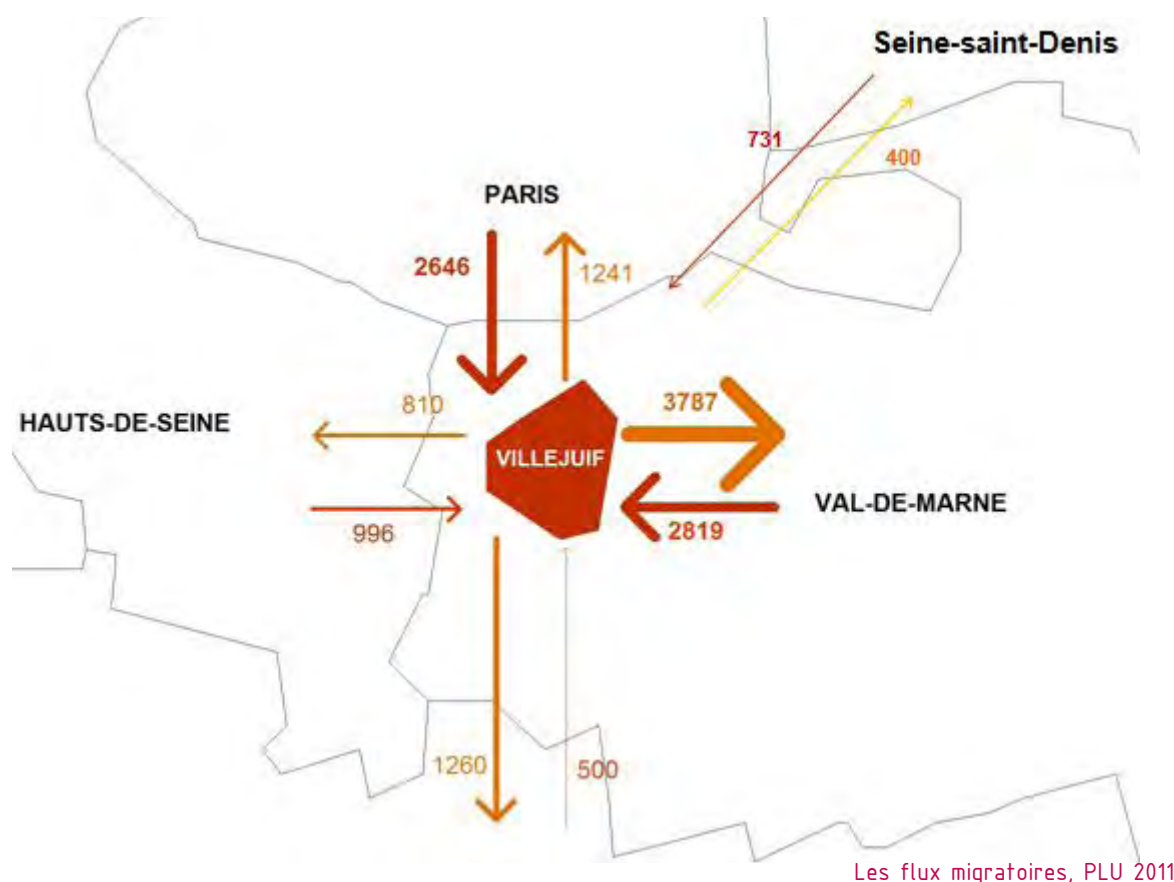 Seine-saint-Denis
731
400
PARIS
2646
1241
810
3787
HAUTS-DE-SEINE
VILLEJUIF
VAL-DE-MARNE
996
2819
1260
500
Les flux migratoires, PLU 2011